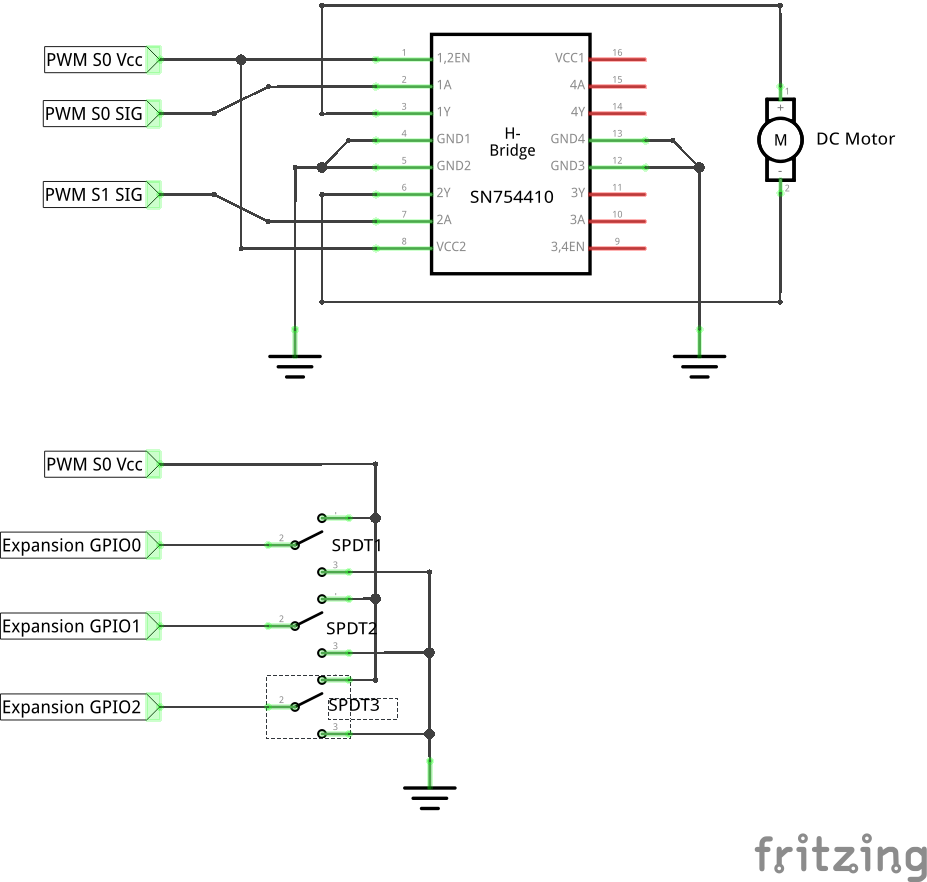 PWM S0 Vcc
PWM S0 SIG
PWM S1 SIG
1 1,2EN VCC1 16
2 1A 4A 15
3 1Y 4Y 14
4 GND1 GND4 13
5 GND2 GND3 12
6 2Y 3Y 11
7 2A 3A 10
8 VCC2 3,4EN 9
H-
Bridge
SN754410
1
+
M DC Motor
-
2
PWM S0 Vcc
Expansion GPIO0 2 SPDT1
3
Expansion GPIO1 2 SPDT2
3
Expansion GPIO2 2 SPDT3
3
fritzing